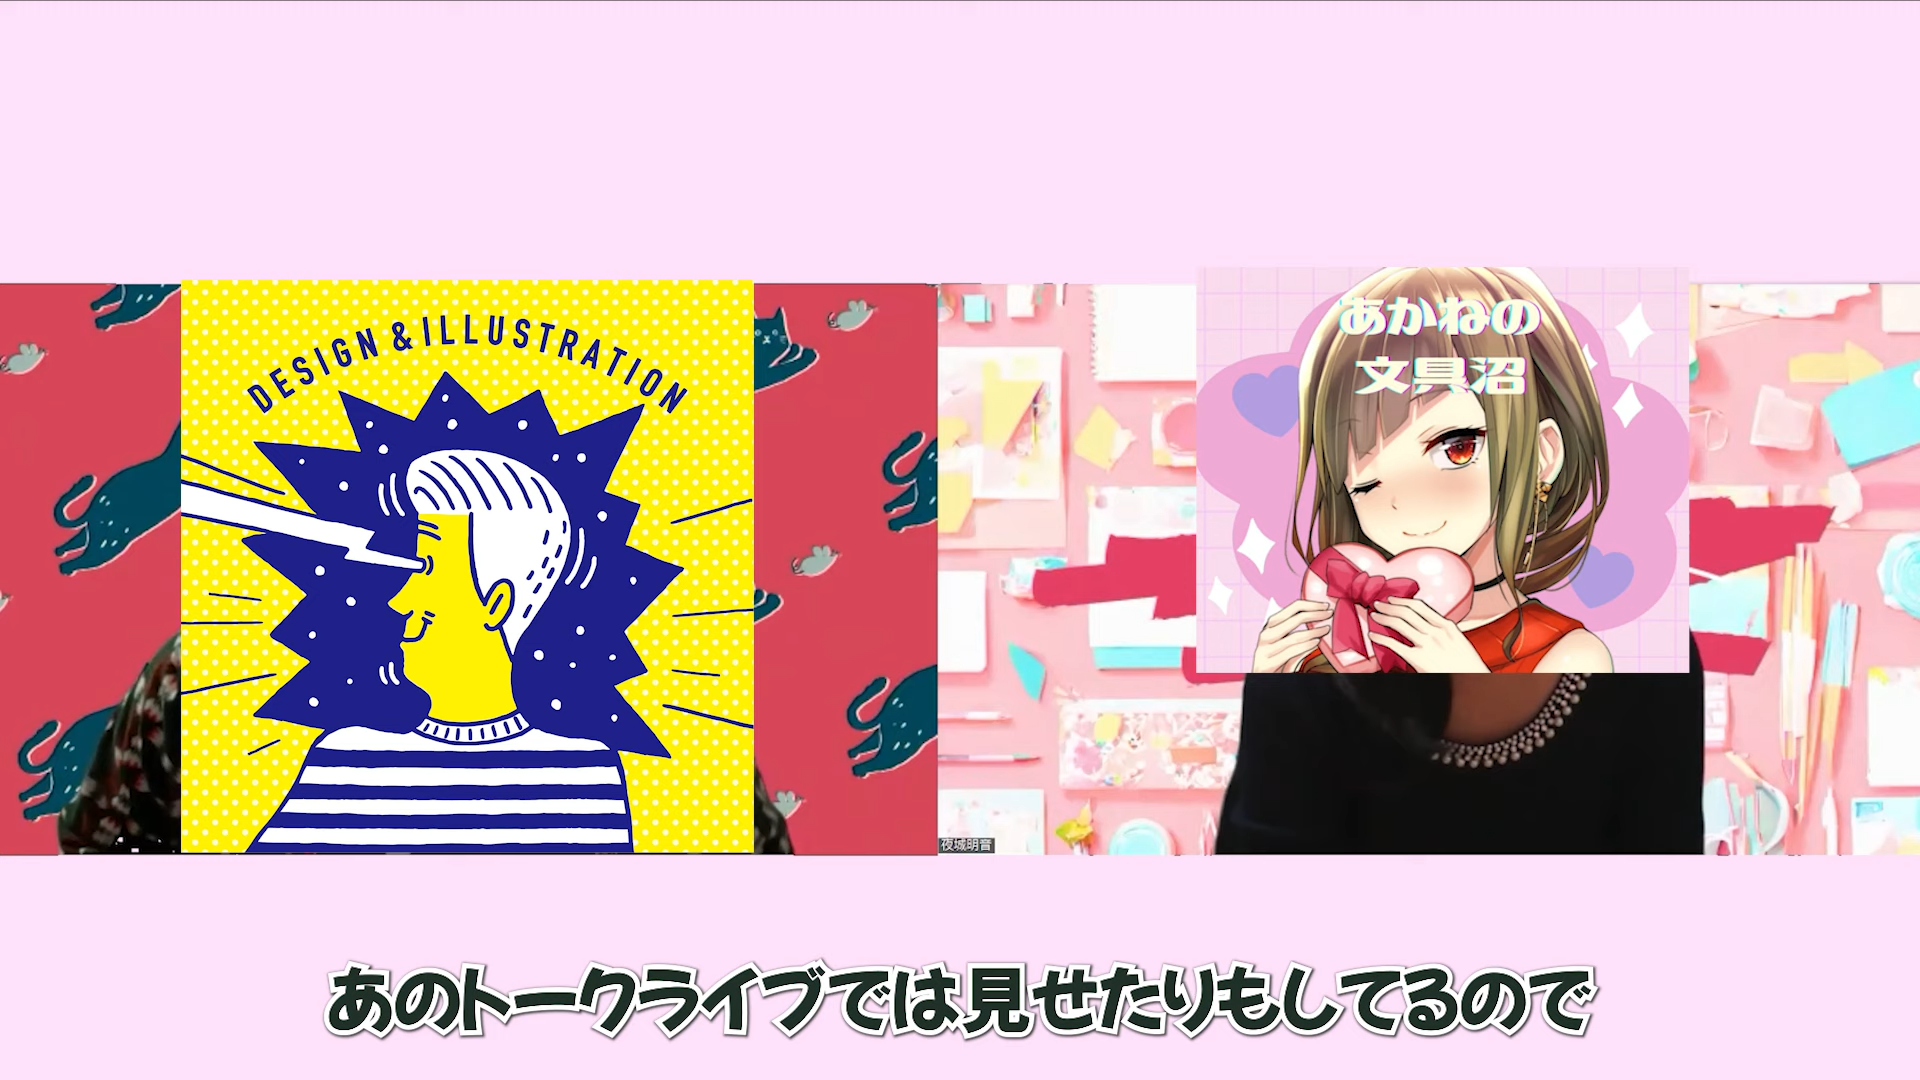 DESIGN & ILLUSTRATION
あかねの
文具沼
夜城明音
あのトークライブでは見せたりもしてるので